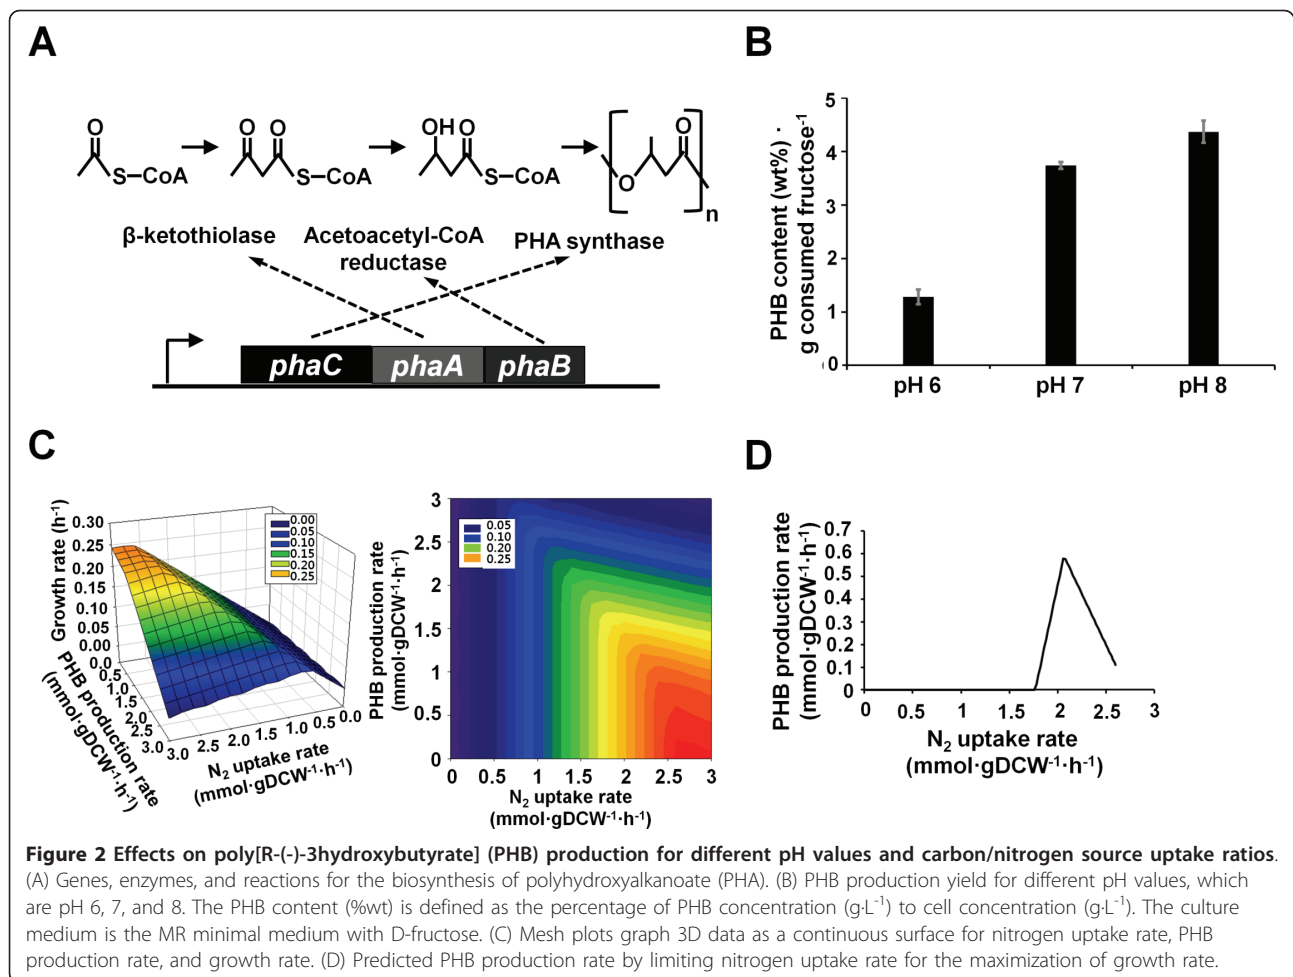 A
O
S–CoA
O O
S–CoA
OH O
S–CoA
O
O
n
β-ketothiolase
Acetoacetyl-CoA
reductase
PHA synthase
phaC phaA phaB
B
PHB content (wt%) ·
g consumed fructose⁻¹
5
4
3
2
1
0
pH 6 pH 7 pH 8
C
Growth rate (h⁻¹)
0.30
0.25
0.20
0.15
0.10
0.05
0.00
0.00
0.05
0.10
0.15
0.20
0.25
PHB production rate
(mmol·gDCW⁻¹·h⁻¹)
0.0
0.5
1.0
1.5
2.0
2.5
3.0
3.0 2.5 2.0 1.5 1.0 0.5 0.0
N₂ uptake rate
(mmol·gDCW⁻¹·h⁻¹)
PHB production rate
(mmol·gDCW⁻¹·h⁻¹)
3
2.5
2
1.5
1
0.5
0
0.05
0.10
0.20
0.25
0 0.5 1 1.5 2 2.5 3
N₂ uptake rate
(mmol·gDCW⁻¹·h⁻¹)
D
PHB production rate
(mmol·gDCW⁻¹·h⁻¹)
0.7
0.6
0.5
0.4
0.3
0.2
0.1
0
0 0.5 1 1.5 2 2.5 3
N₂ uptake rate
(mmol·gDCW⁻¹·h⁻¹)
Figure 2 Effects on poly[R-(-)-3hydroxybutyrate] (PHB) production for different pH values and carbon/nitrogen source uptake ratios.
(A) Genes, enzymes, and reactions for the biosynthesis of polyhydroxyalkanoate (PHA). (B) PHB production yield for different pH values, which
are pH 6, 7, and 8. The PHB content (%wt) is defined as the percentage of PHB concentration (g·L⁻¹) to cell concentration (g·L⁻¹). The culture
medium is the MR minimal medium with D-fructose. (C) Mesh plots graph 3D data as a continuous surface for nitrogen uptake rate, PHB
production rate, and growth rate. (D) Predicted PHB production rate by limiting nitrogen uptake rate for the maximization of growth rate.